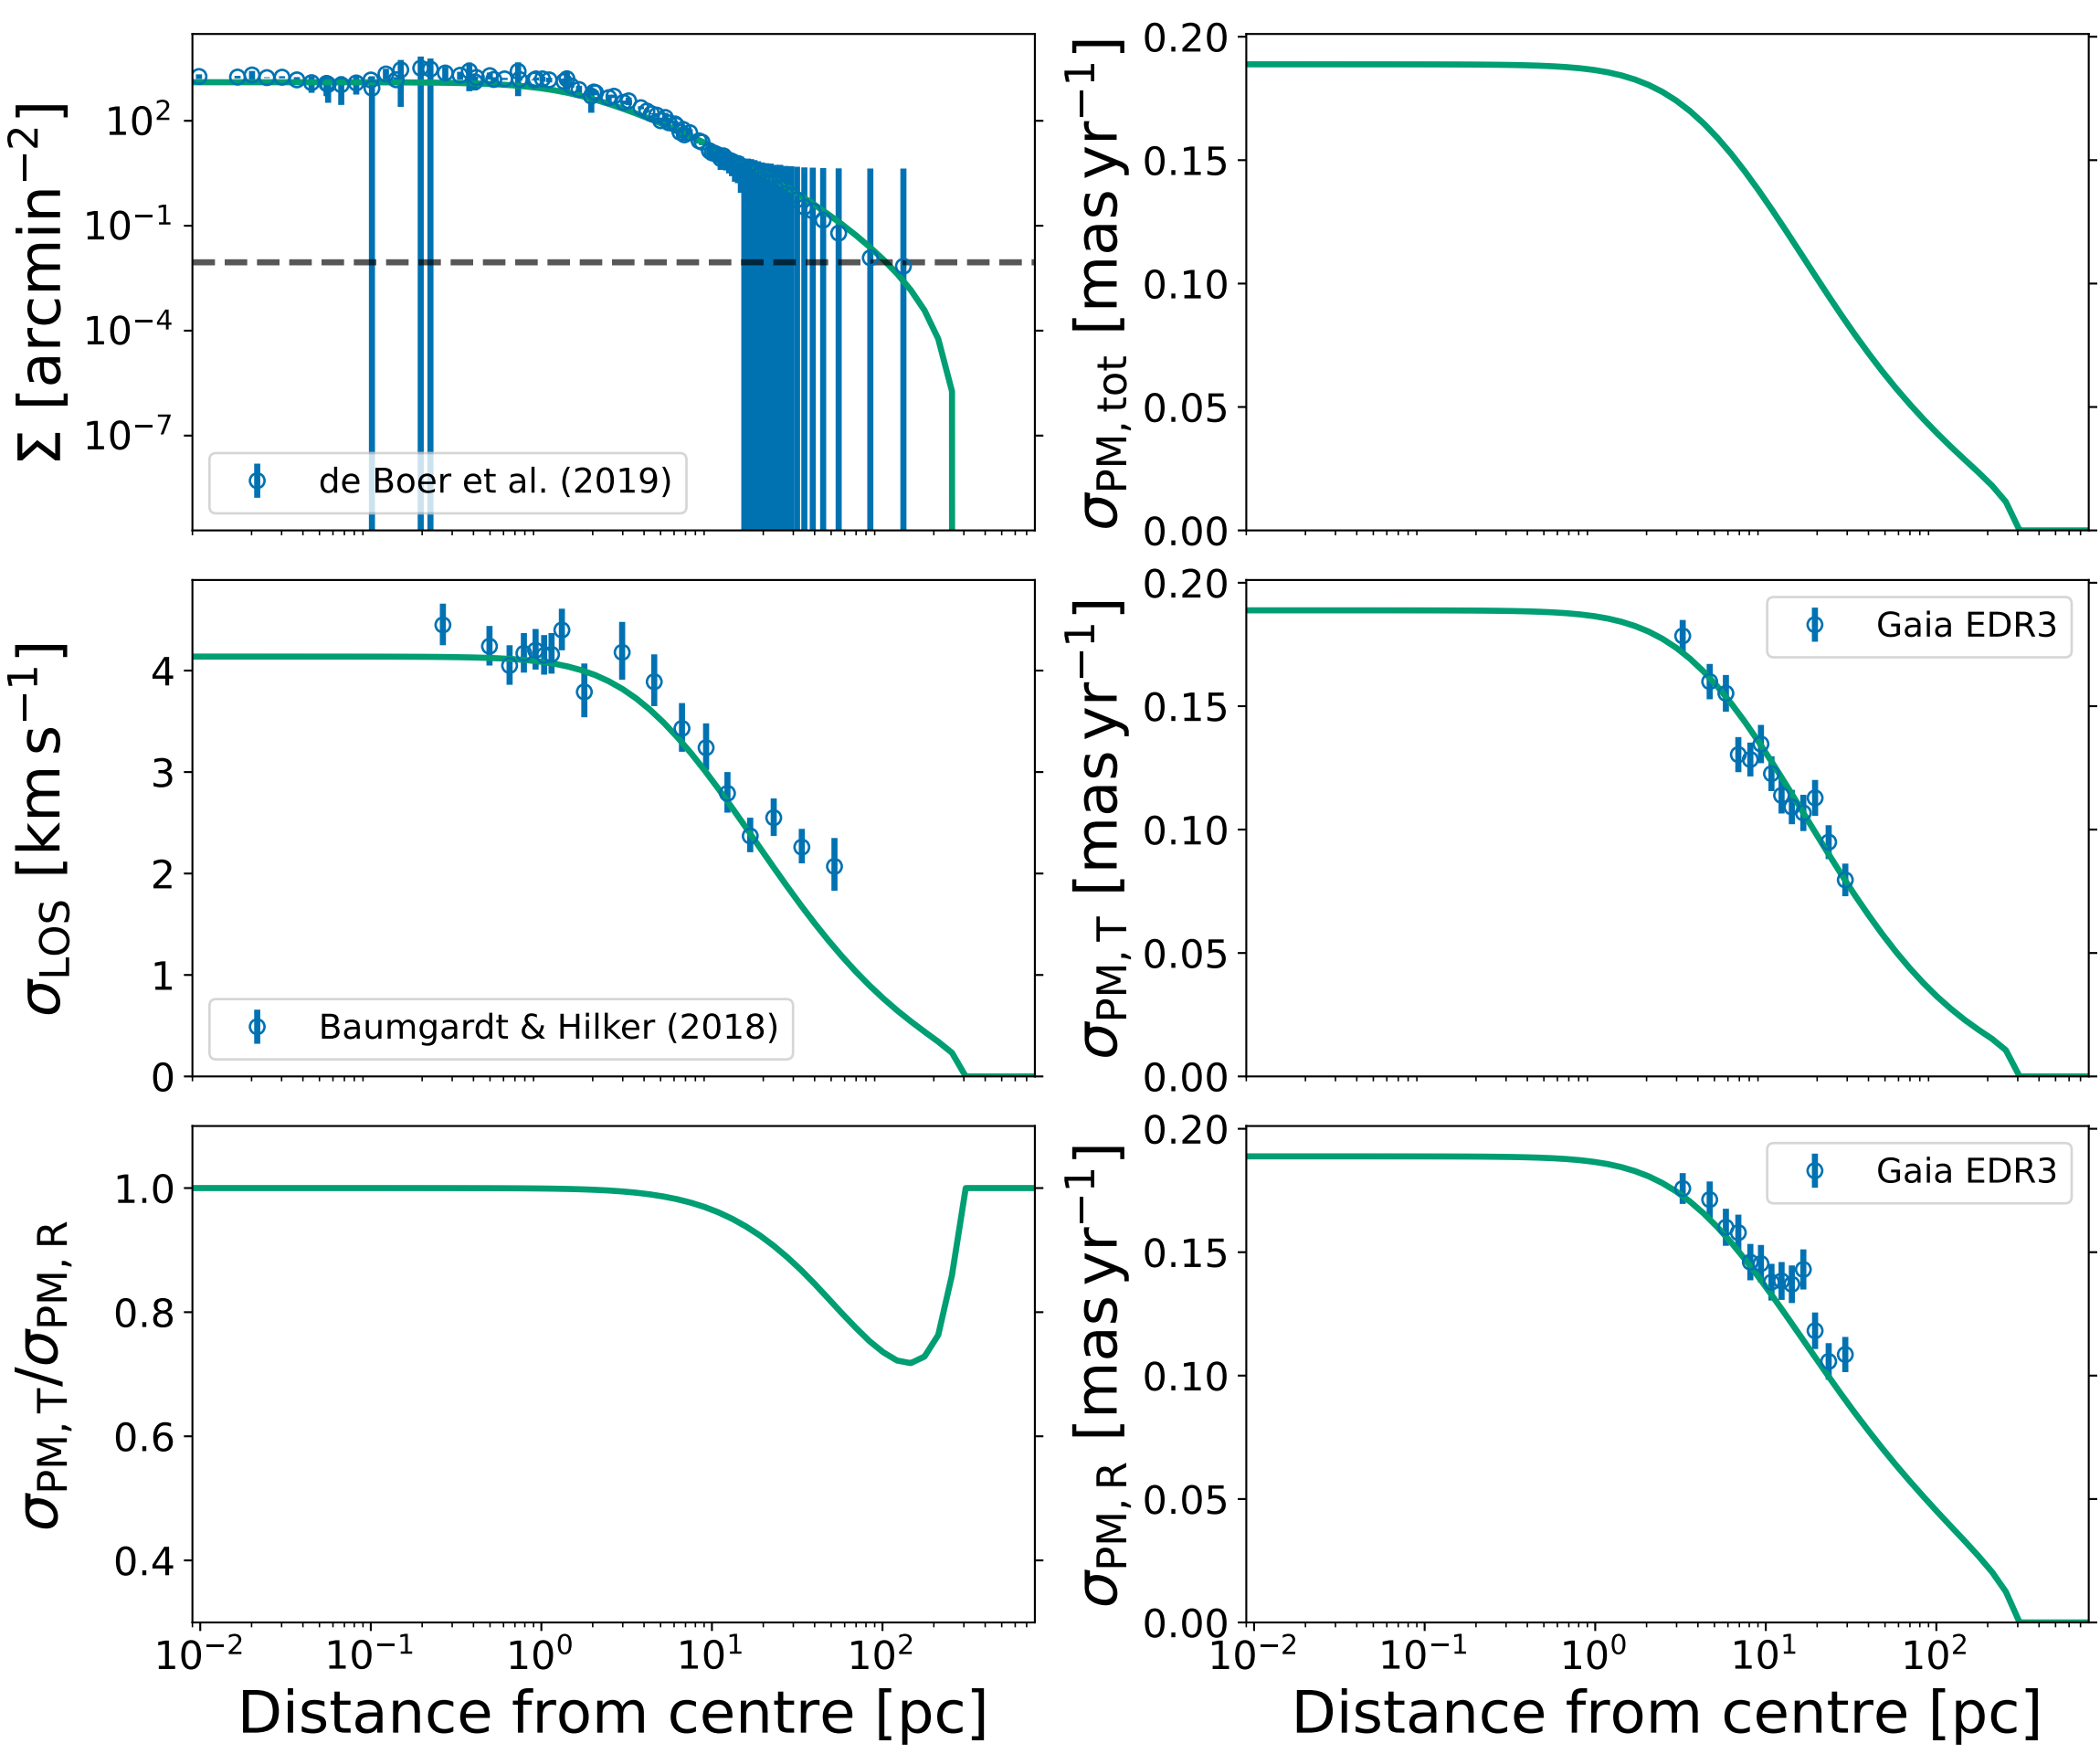 Σ [arcmin⁻²]
10²
10⁻¹
10⁻⁴
10⁻⁷
de Boer et al. (2019)
σPM, tot [mas yr⁻¹]
0.20
0.15
0.10
0.05
0.00
σLOS [km s⁻¹]
4
3
2
1
0
Baumgardt & Hilker (2018)
σPM, T [mas yr⁻¹]
0.20
0.15
0.10
0.05
0.00
Gaia EDR3
σPM, T/σPM, R
1.0
0.8
0.6
0.4
10⁻² 10⁻¹ 10⁰ 10¹ 10²
Distance from centre [pc]
σPM, R [mas yr⁻¹]
0.20
0.15
0.10
0.05
0.00
Gaia EDR3
10⁻² 10⁻¹ 10⁰ 10¹ 10²
Distance from centre [pc]